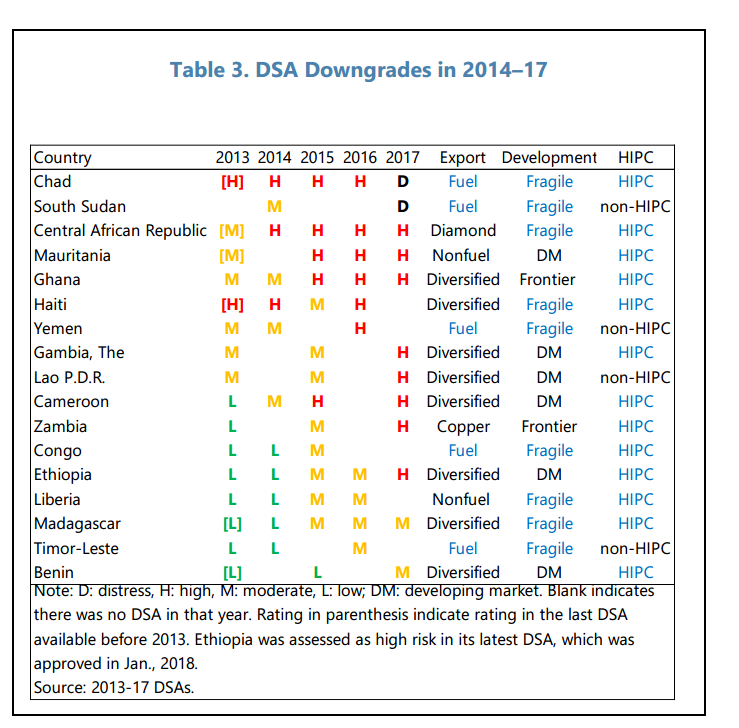 Table 3. DSA Downgrades in 2014–17
Country 2013 2014 2015 2016 2017 Export Development HIPC
Chad [H] H H H D Fuel Fragile HIPC
South Sudan M D Fuel Fragile non-HIPC
Central African Republic [M] H H H H Diamond Fragile HIPC
Mauritania [M] H H H Nonfuel DM HIPC
Ghana M M H H H Diversified Frontier HIPC
Haiti [H] H M H Diversified Fragile HIPC
Yemen M M H Fuel Fragile non-HIPC
Gambia, The M M H Diversified DM HIPC
Lao P.D.R. M M H Diversified DM non-HIPC
Cameroon L M H H Diversified DM HIPC
Zambia L M H Copper Frontier HIPC
Congo L L M Fuel Fragile HIPC
Ethiopia L L M M H Diversified DM HIPC
Liberia L L M M Nonfuel Fragile HIPC
Madagascar [L] L M M M Diversified Fragile HIPC
Timor-Leste L L M Fuel Fragile non-HIPC
Benin [L] L M Diversified DM HIPC
Note: D: distress, H: high, M: moderate, L: low; DM: developing market. Blank indicates
there was no DSA in that year. Rating in parenthesis indicate rating in the last DSA
available before 2013. Ethiopia was assessed as high risk in its latest DSA, which was
approved in Jan., 2018.
Source: 2013-17 DSAs.